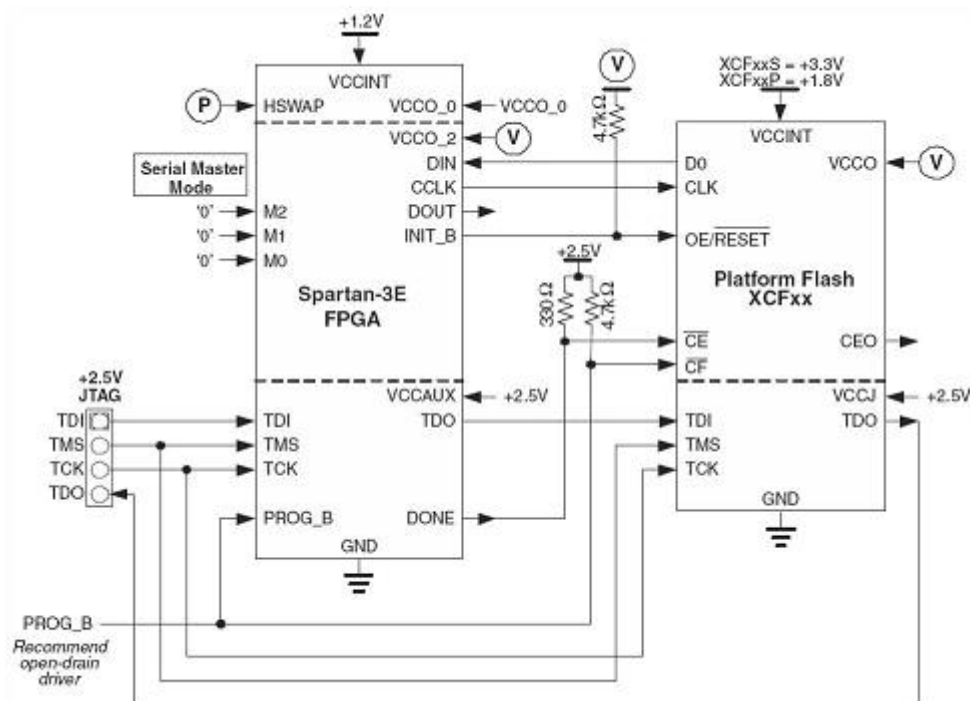 +1.2V
VCCINT
P
HSWAP
VCCO_0
VCCO_0
VCCO_2
V
Serial Master
Mode
DIN
CCLK
DOUT
INIT_B
'0'
M2
'0'
M1
'0'
M0
Spartan-3E
FPGA
V
4.7kΩ
+2.5V
330Ω
4.7kΩ
XCFxxS = +3.3V
XCFxxP = +1.8V
VCCINT
D0
VCCO
V
CLK
OE/RESET
Platform Flash
XCFxx
CE
CEO
CF
+2.5V
JTAG
TDI
TMS
TCK
TDO
VCCAUX
+2.5V
TDI
TDO
TMS
TCK
PROG_B
DONE
GND
VCCJ
+2.5V
TDI
TDO
TMS
TCK
GND
PROG_B
Recommend
open-drain
driver